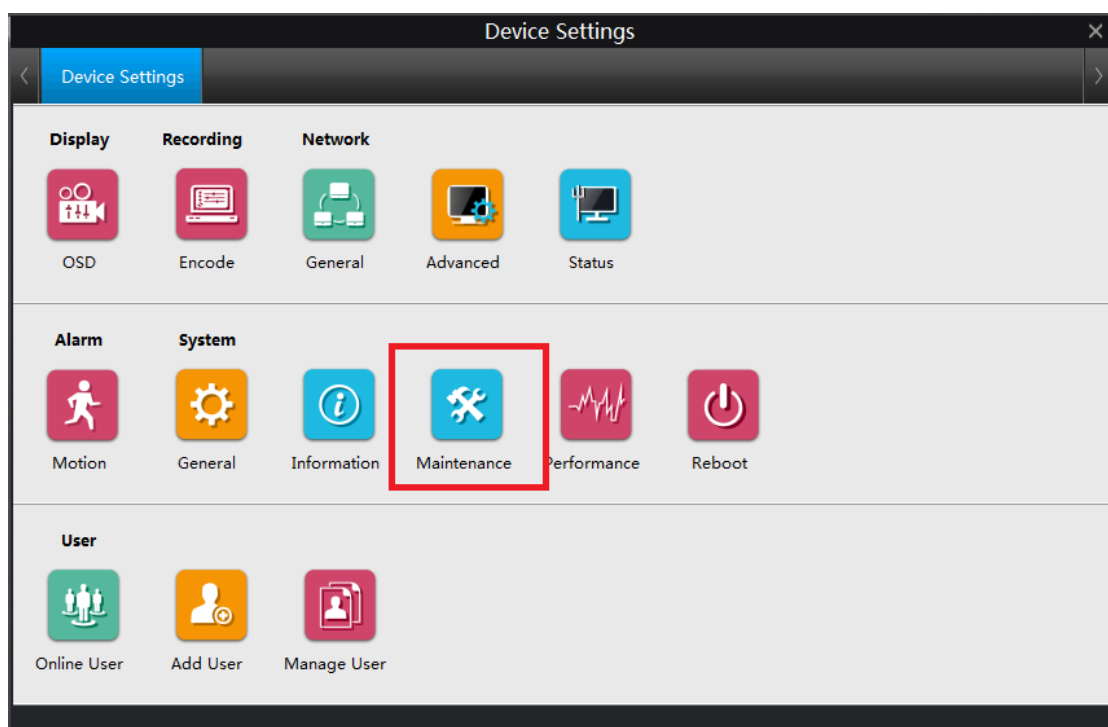 Device Settings
Device Settings
Display Recording Network
OSD Encode General Advanced Status
Alarm System
Motion General Information Maintenance Performance Reboot
User
Online User Add User Manage User